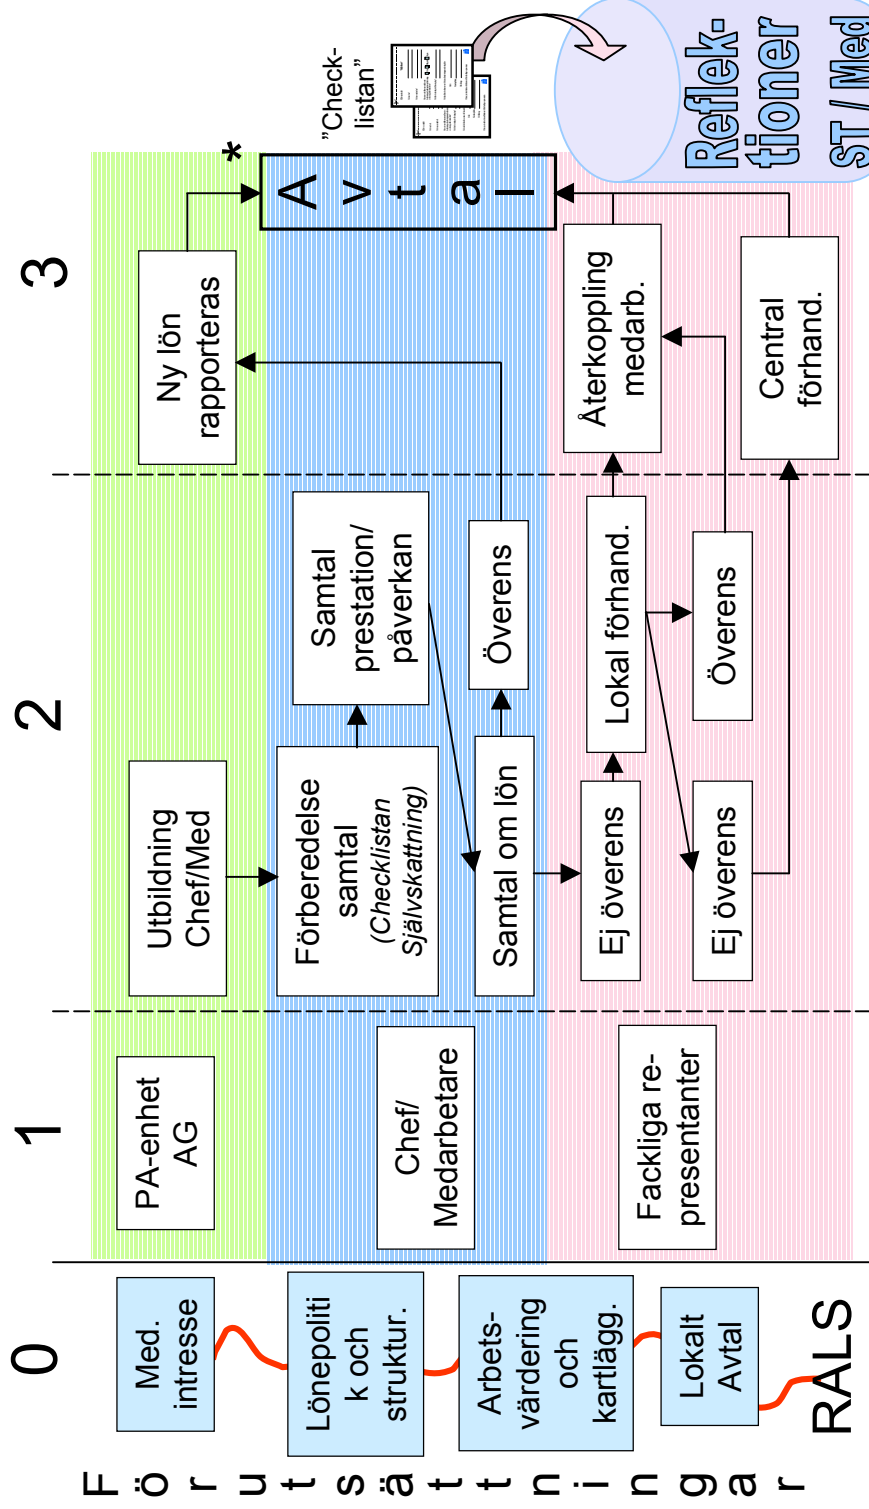 0
1
2
3
Förutsättningar
Med.
intresse
Lönepoliti
k och
struktur.
Arbets-
värdering
och
kartlägg.
Lokalt
Avtal
RALS
PA-enhet
AG
Chef/
Medarbetare
Fackliga re-
presentanter
Utbildning
Chef/Med
Förberedelse
samtal
(Checklistan
Självskattning)
Samtal
prestation/
påverkan
Samtal om lön
Överens
Ej överens
Lokal förhand.
Ej överens
Överens
Ny lön
rapporteras
Återkoppling
medarb.
Central
förhand.
*
Avtal
”Check-
listan”
Reflek-
tioner
ST / Med